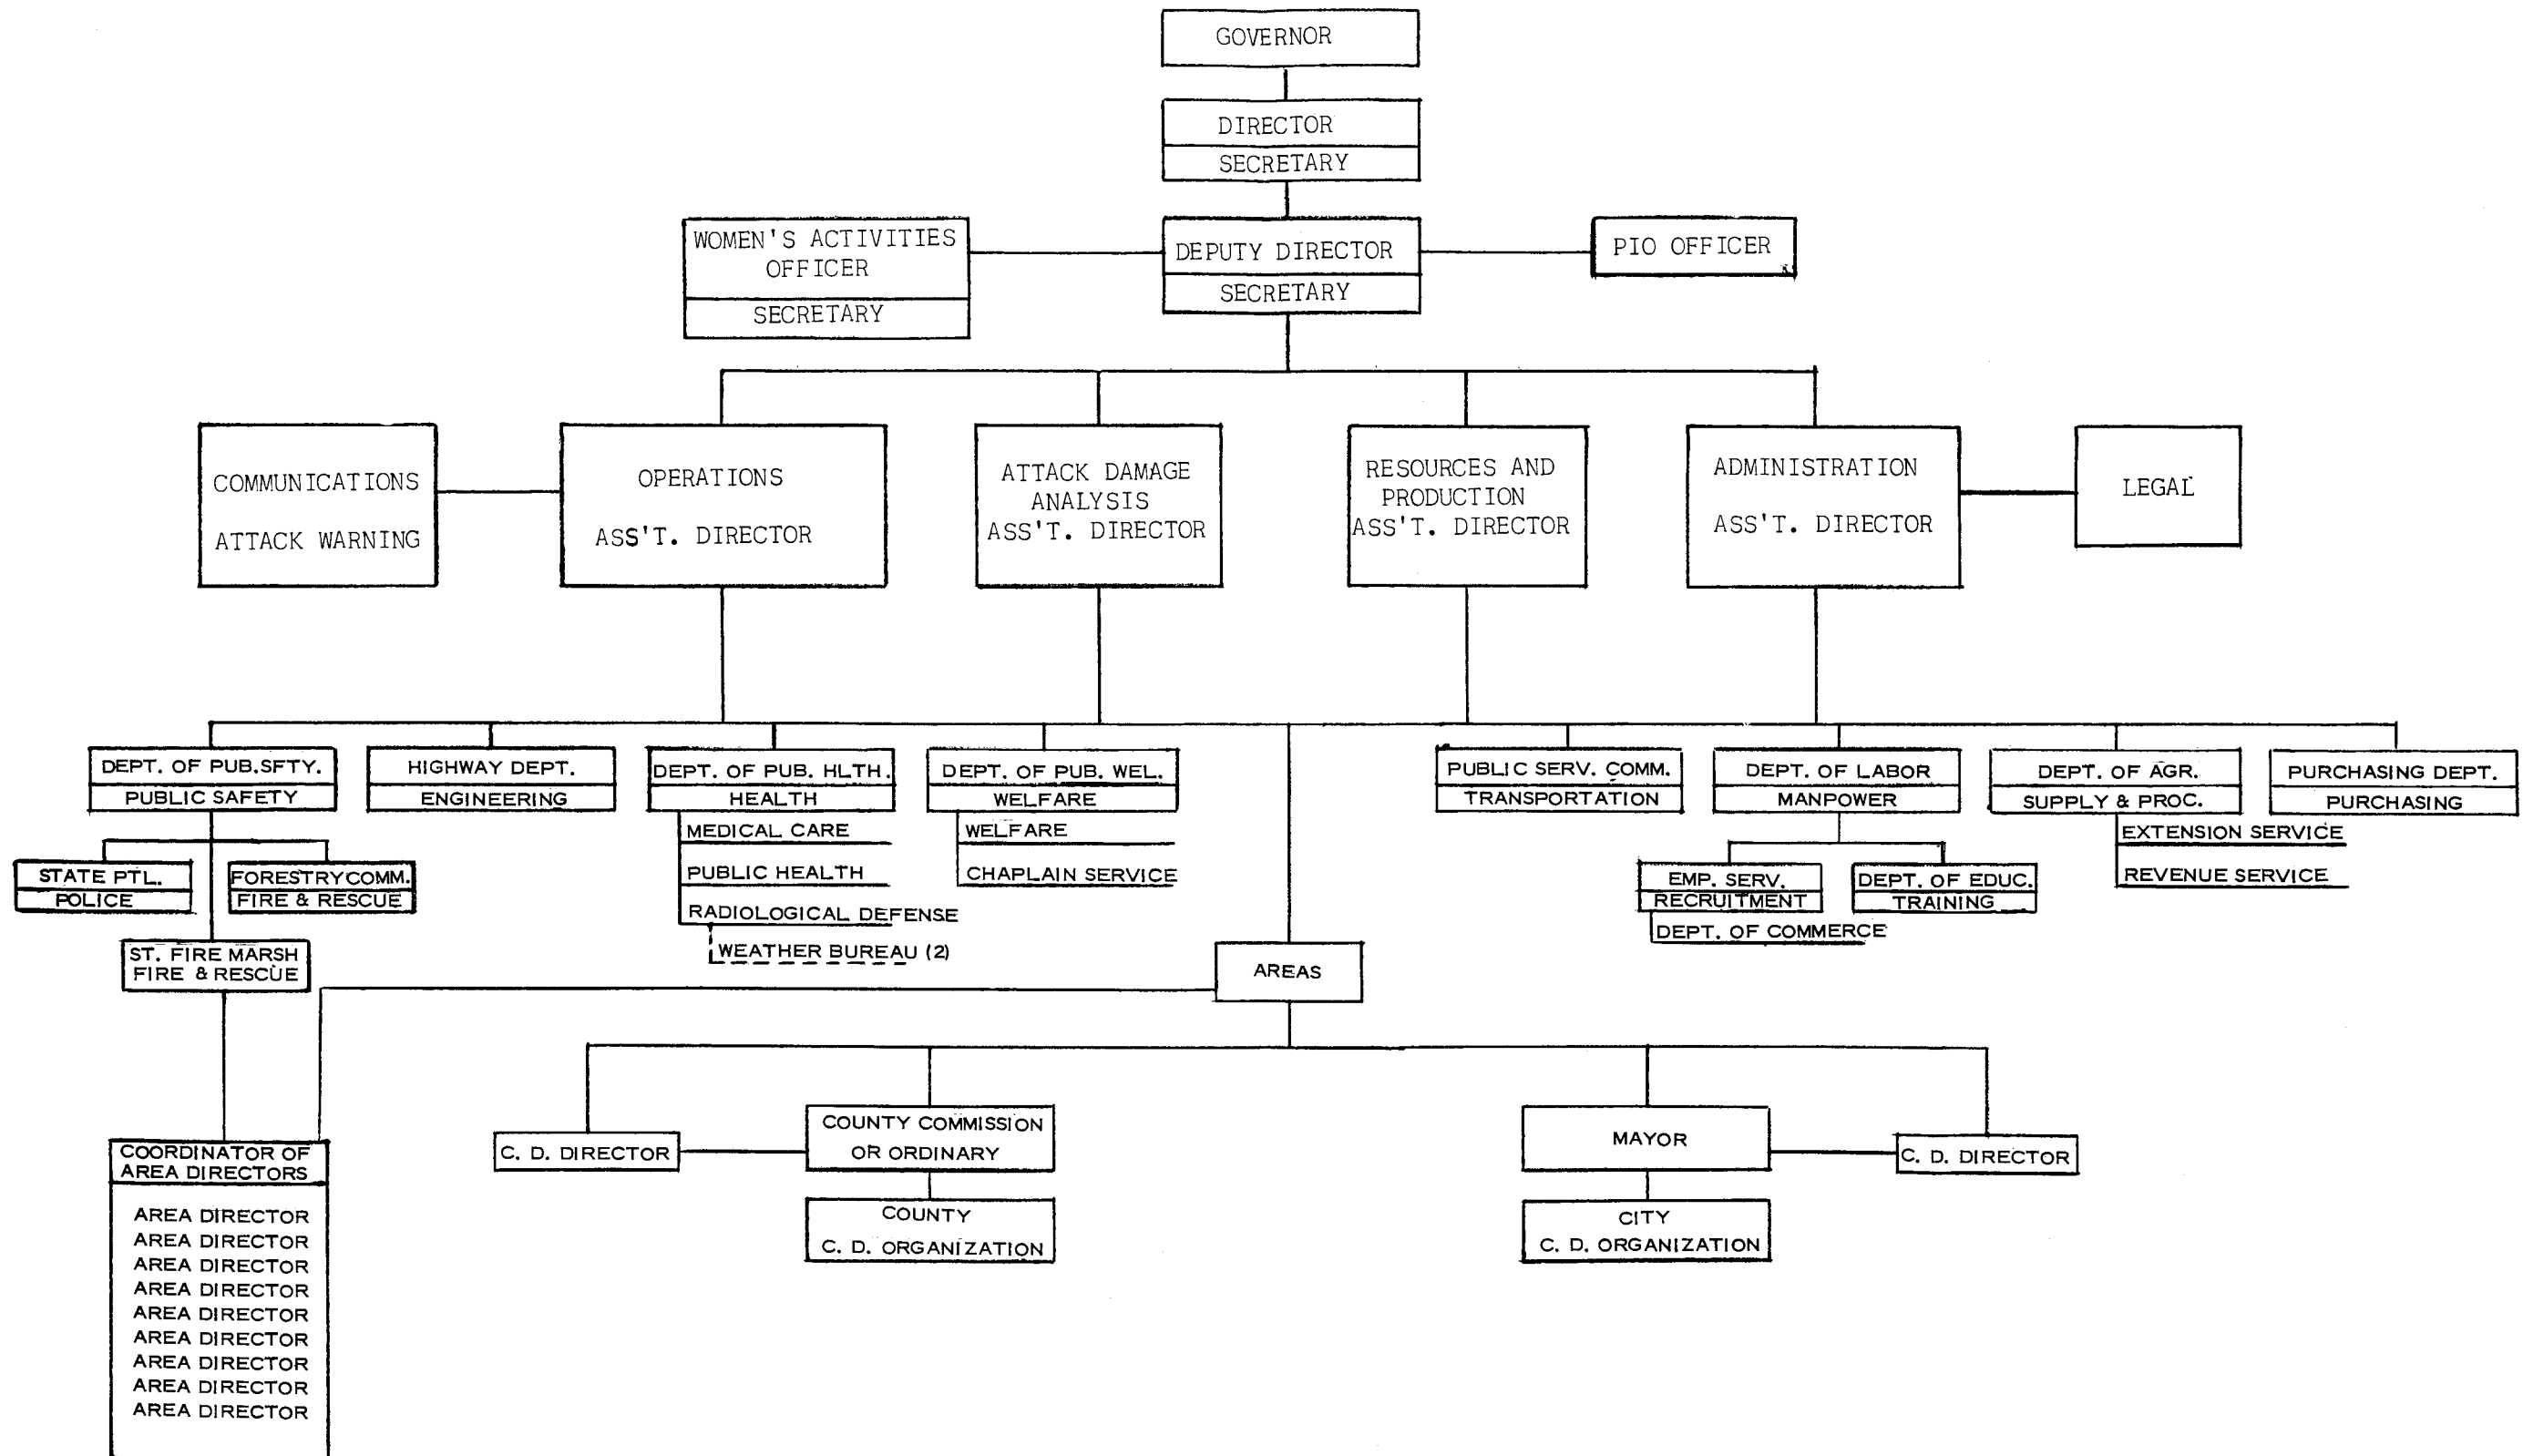 GOVERNOR
DIRECTOR
SECRETARY
WOMEN'S ACTIVITIES
OFFICER
SECRETARY
DEPUTY DIRECTOR
SECRETARY
PIO OFFICER
COMMUNICATIONS
ATTACK WARNING
OPERATIONS
ASS'T. DIRECTOR
ATTACK DAMAGE
ANALYSIS
ASS'T. DIRECTOR
RESOURCES AND
PRODUCTION
ASS'T. DIRECTOR
ADMINISTRATION
ASS'T. DIRECTOR
LEGAL
DEPT. OF PUB.SFTY.
PUBLIC SAFETY
HIGHWAY DEPT.
ENGINEERING
DEPT. OF PUB. HLTH.
HEALTH
MEDICAL CARE
PUBLIC HEALTH
RADIOLOGICAL DEFENSE
WEATHER BUREAU (2)
DEPT. OF PUB. WEL.
WELFARE
WELFARE
CHAPLAIN SERVICE
PUBLIC SERV. COMM.
TRANSPORTATION
DEPT. OF LABOR
MANPOWER
DEPT. OF AGR.
SUPPLY & PROC.
EXTENSION SERVICE
REVENUE SERVICE
PURCHASING DEPT.
PURCHASING
STATE PTL.
POLICE
FORESTRY COMM.
FIRE & RESCUE
EMP. SERV.
RECRUITMENT
DEPT. OF COMMERCE
DEPT. OF EDUC.
TRAINING
ST. FIRE MARSH
FIRE & RESCUE
AREAS
COORDINATOR OF
AREA DIRECTORS
AREA DIRECTOR
AREA DIRECTOR
AREA DIRECTOR
AREA DIRECTOR
AREA DIRECTOR
AREA DIRECTOR
AREA DIRECTOR
AREA DIRECTOR
AREA DIRECTOR
C. D. DIRECTOR
COUNTY COMMISSION
OR ORDINARY
COUNTY
C. D. ORGANIZATION
MAYOR
C. D. DIRECTOR
CITY
C. D. ORGANIZATION